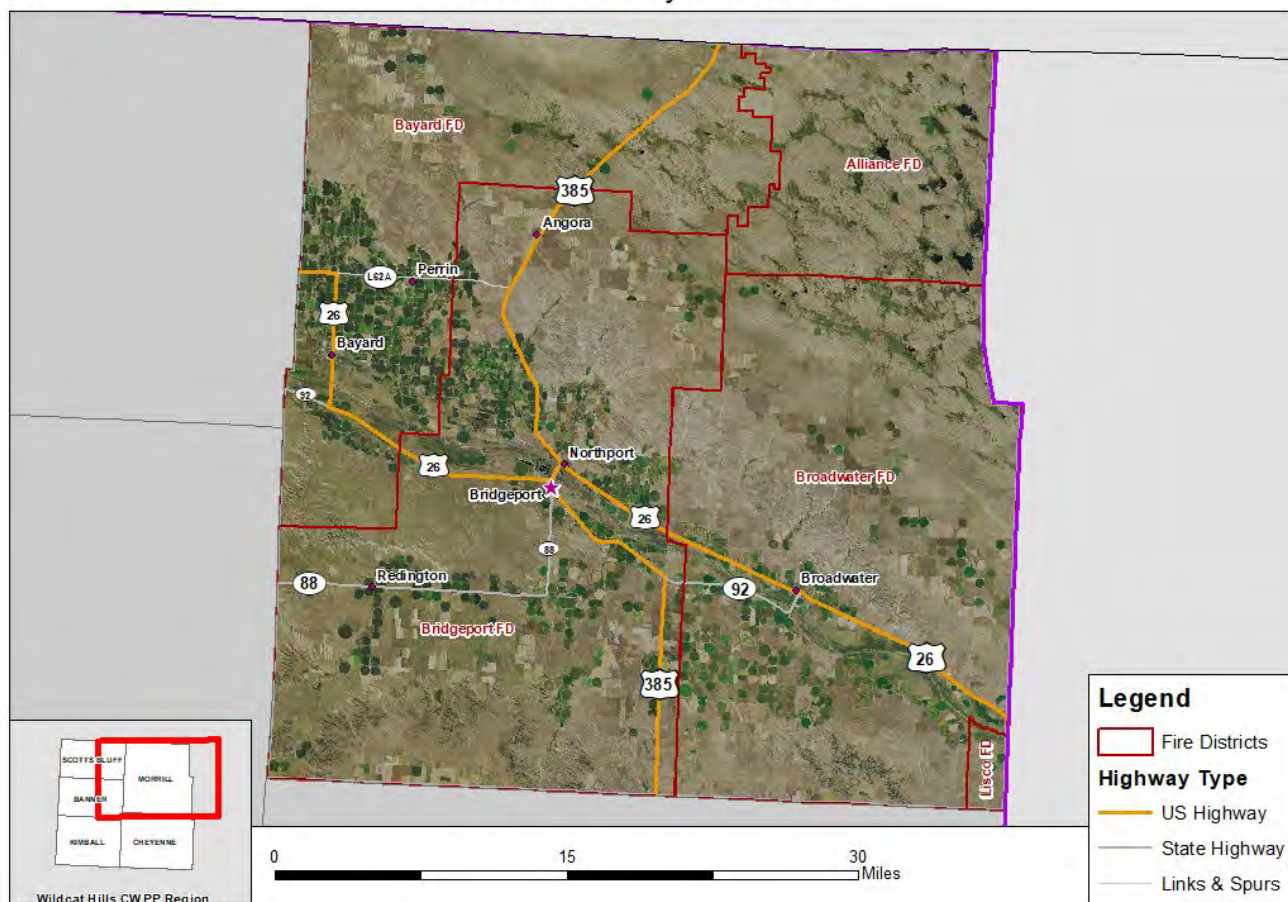 Bayard FD
Alliance FD
385
Angora
L62A
Perrin
26
Bayard
92
Northport
26
Bridgeport
Broadwater FD
26
88
88
Redington
92
Broadwater
Bridgeport FD
26
385
Lisco FD
SCOTTS BLUFF
MORRILL
BANNER
KIMBALL
CHEYENNE
Wildcat Hills CWPP Region
0
15
30
Miles
Legend
Fire Districts
Highway Type
US Highway
State Highway
Links & Spurs